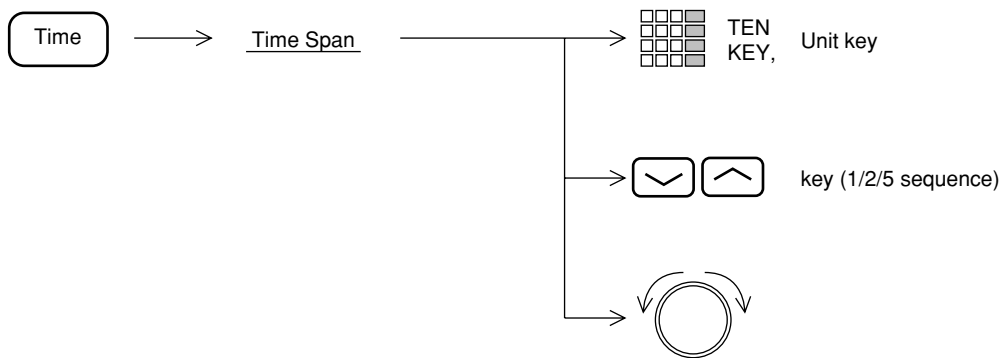 Time
Time Span
TEN
KEY,
Unit key
key (1/2/5 sequence)